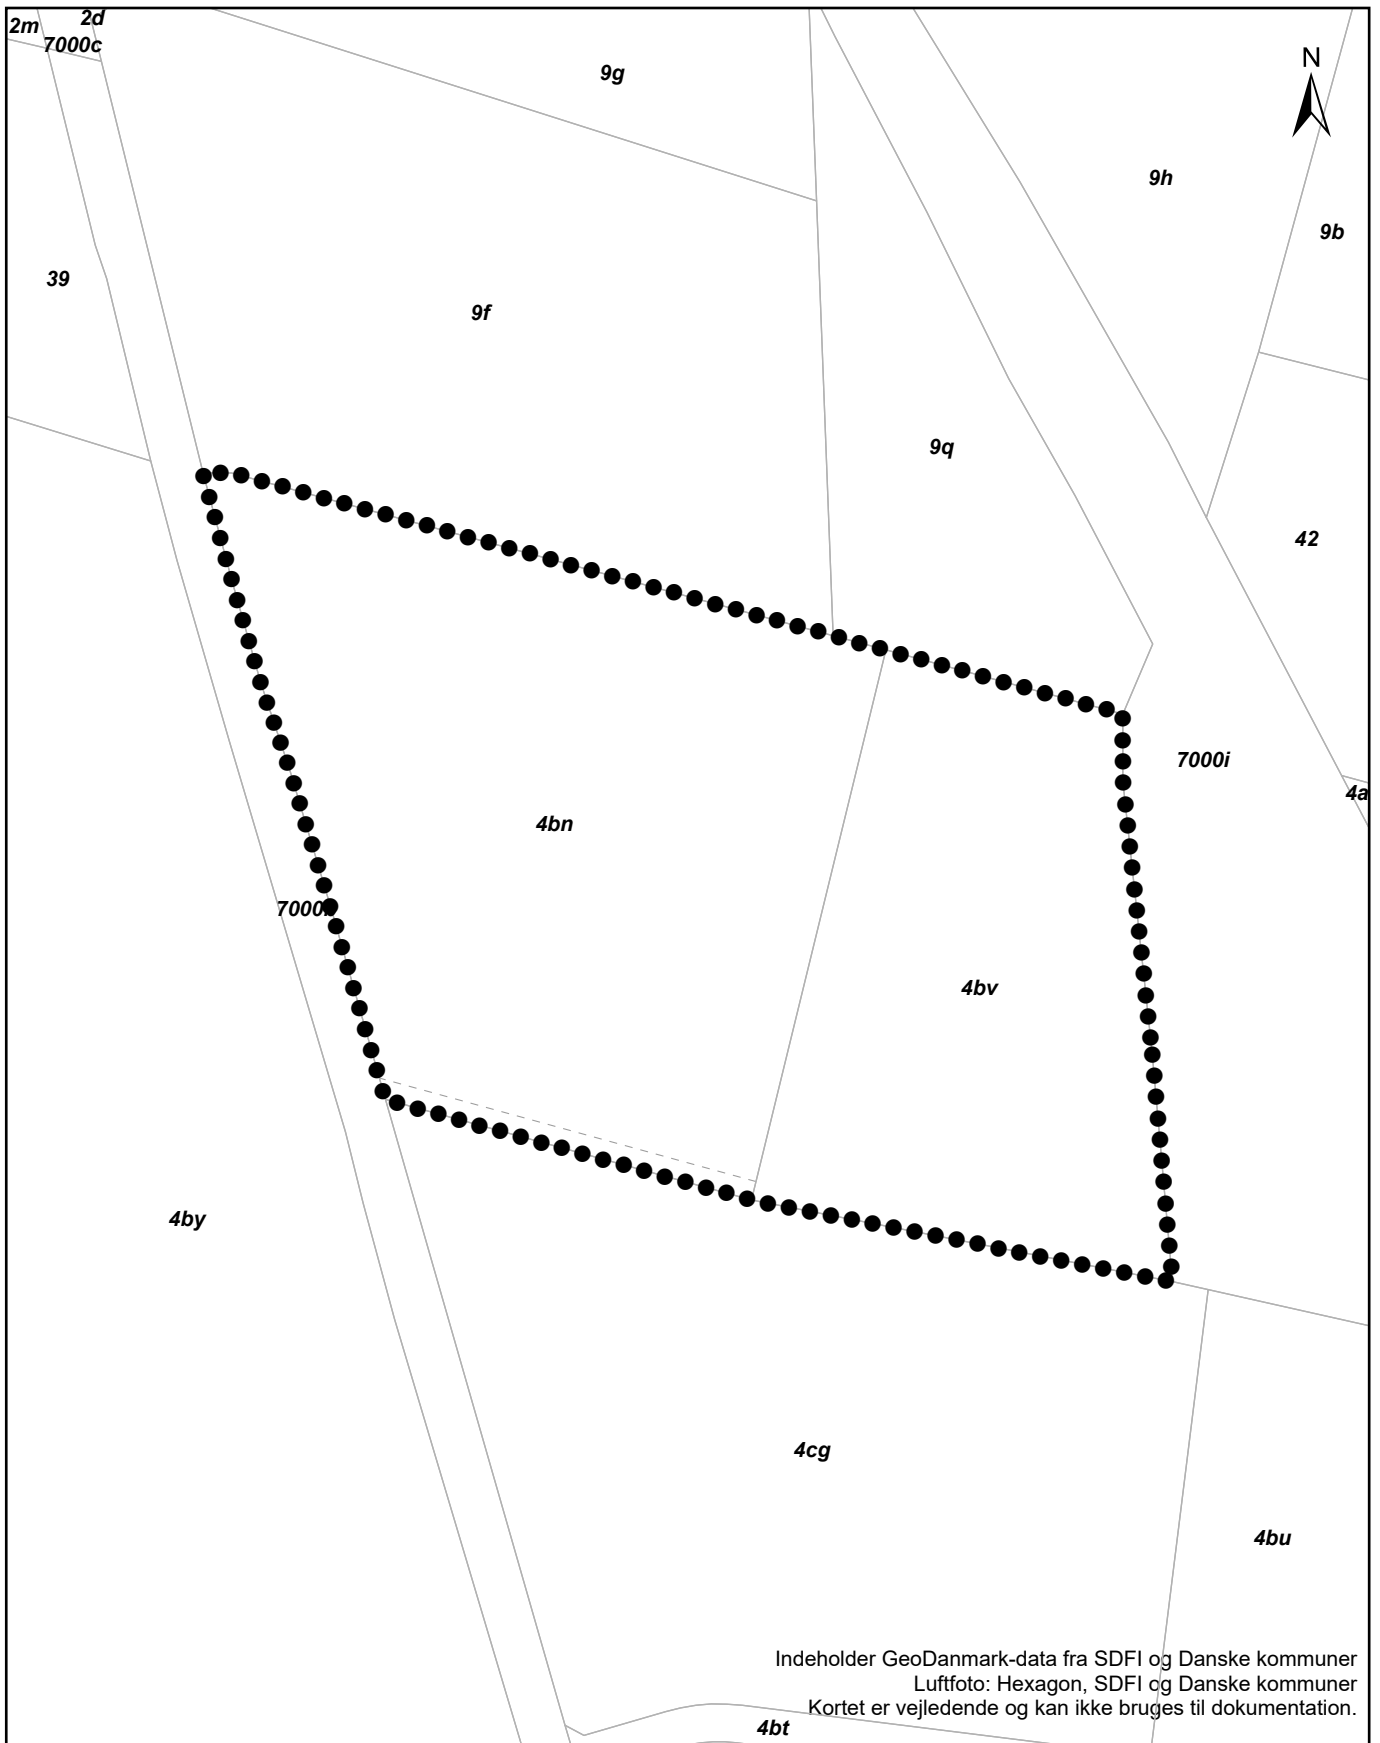 2m
2d
7000c
9g
N
9h
9b
39
9f
9q
42
7000i
4a
4bn
7000
4bv
4by
4cg
4bu
Indeholder GeoDanmark-data fra SDFI og Danske kommuner
Luftfoto: Hexagon, SDFI og Danske kommuner
Kortet er vejledende og kan ikke bruges til dokumentation.
4bt